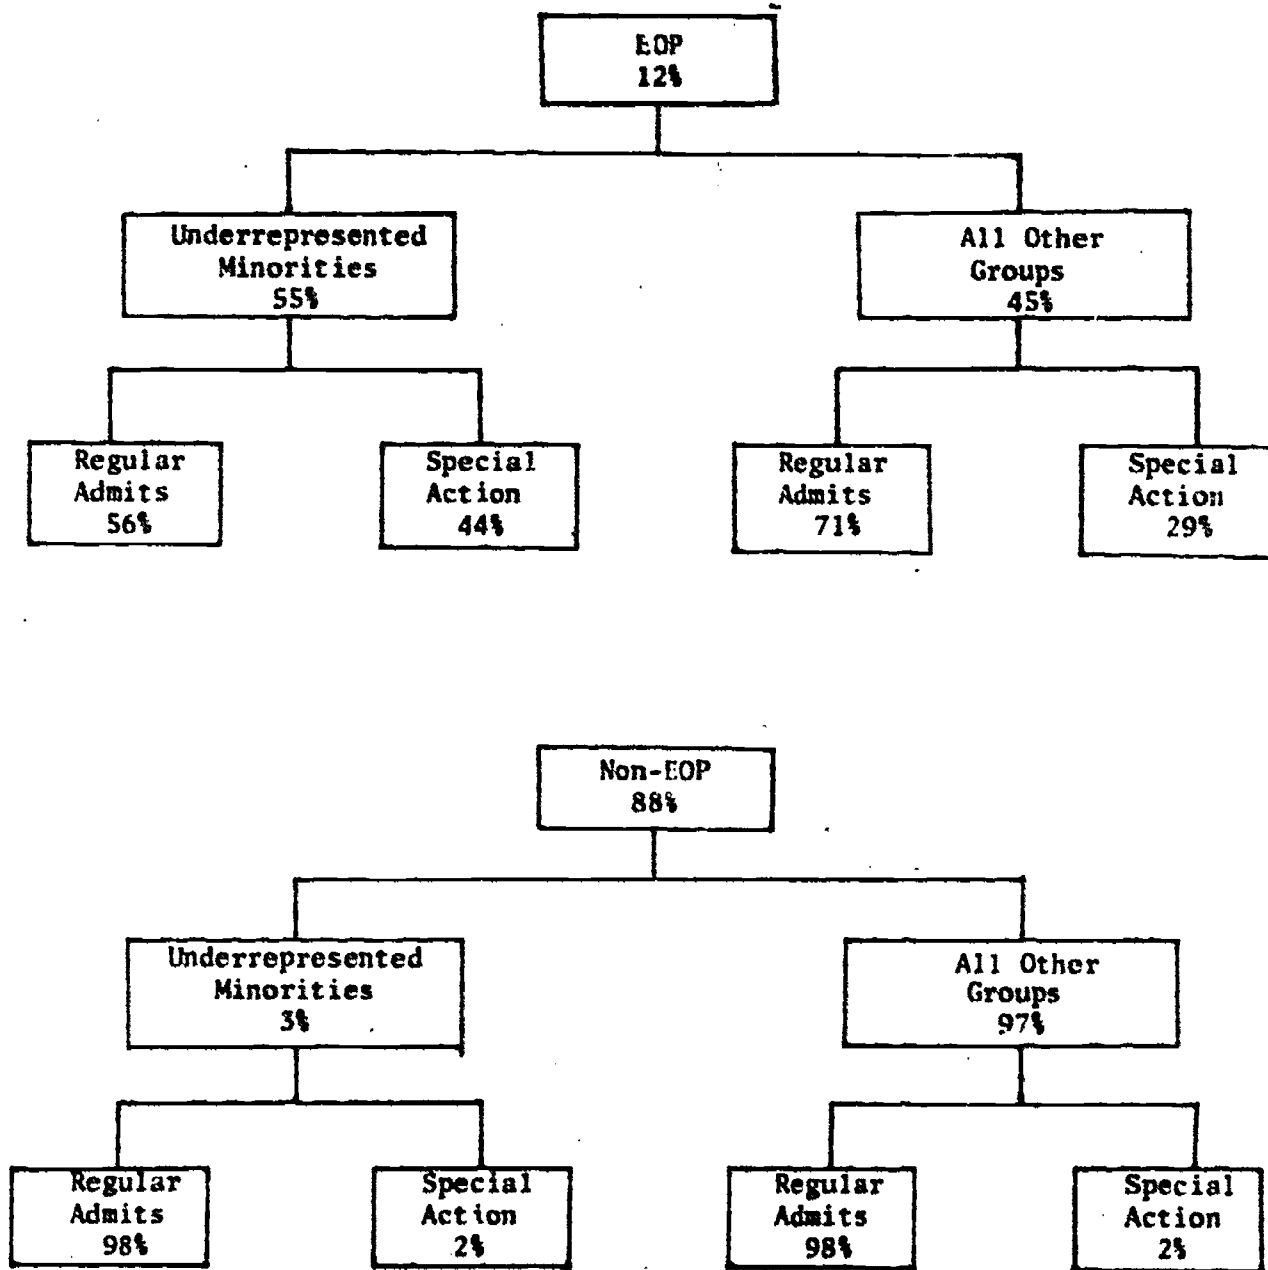 EOP
12%
Underrepresented
Minorities
55%
All Other
Groups
45%
Regular
Admits
56%
Special
Action
44%
Regular
Admits
71%
Special
Action
29%
Non-EOP
88%
Underrepresented
Minorities
3%
All Other
Groups
97%
Regular
Admits
98%
Special
Action
2%
Regular
Admits
98%
Special
Action
2%